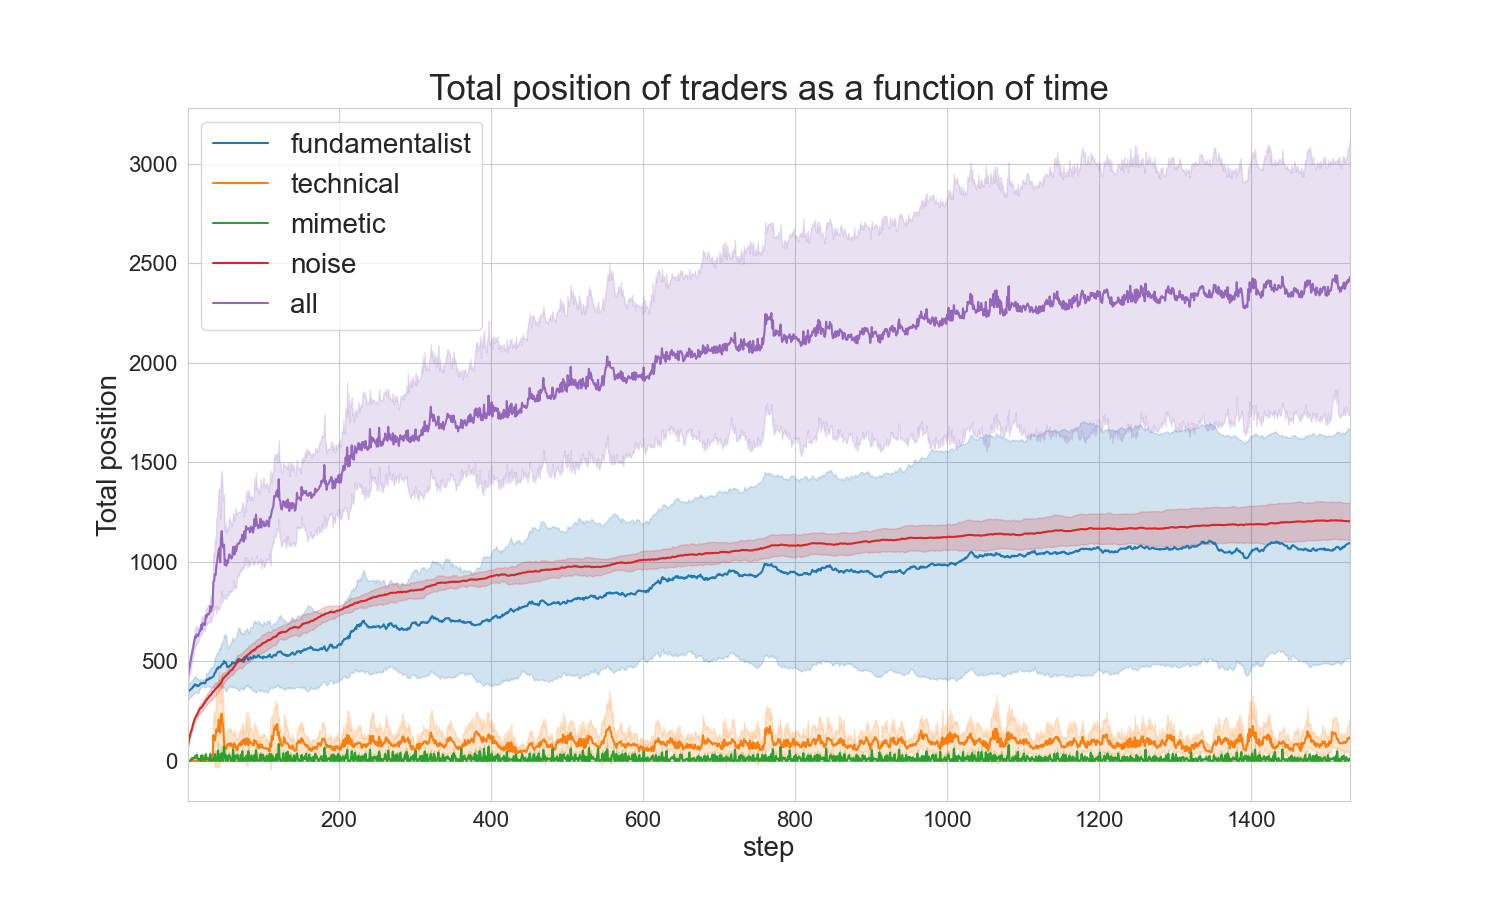 Total position of traders as a function of time
fundamentalist
technical
mimetic
noise
all
3000
2500
2000
1500
1000
500
0
Total position
200 400 600 800 1000 1200 1400
step